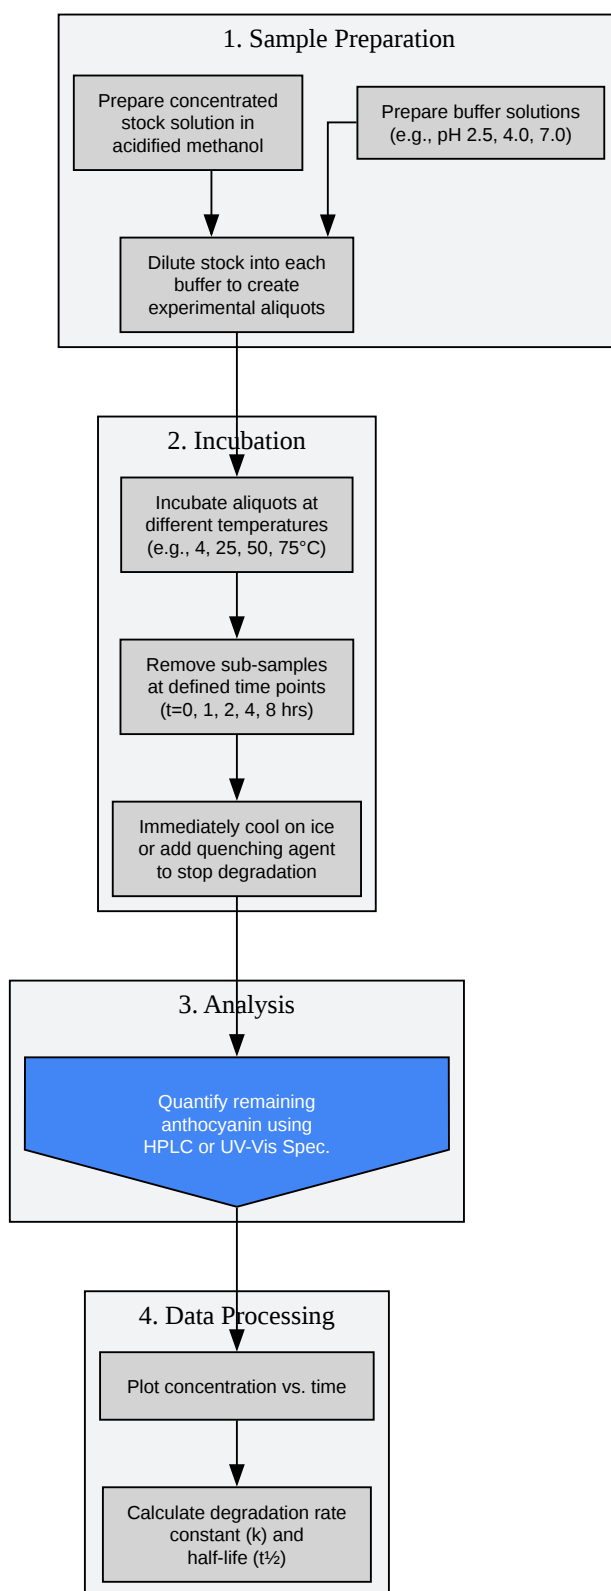 1. Sample Preparation
Prepare concentrated
stock solution in
acidified methanol
Prepare buffer solutions
(e.g., pH 2.5, 4.0, 7.0)
Dilute stock into each
buffer to create
experimental aliquots
2. Incubation
Incubate aliquots at
different temperatures
(e.g., 4, 25, 50, 75°C)
Remove sub-samples
at defined time points
(t=0, 1, 2, 4, 8 hrs)
Immediately cool on ice
or add quenching agent
to stop degradation
3. Analysis
Quantify remaining
anthocyanin using
HPLC or UV-Vis Spec.
4. Data Processing
Plot concentration vs. time
Calculate degradation rate
constant (k) and
half-life (t½)